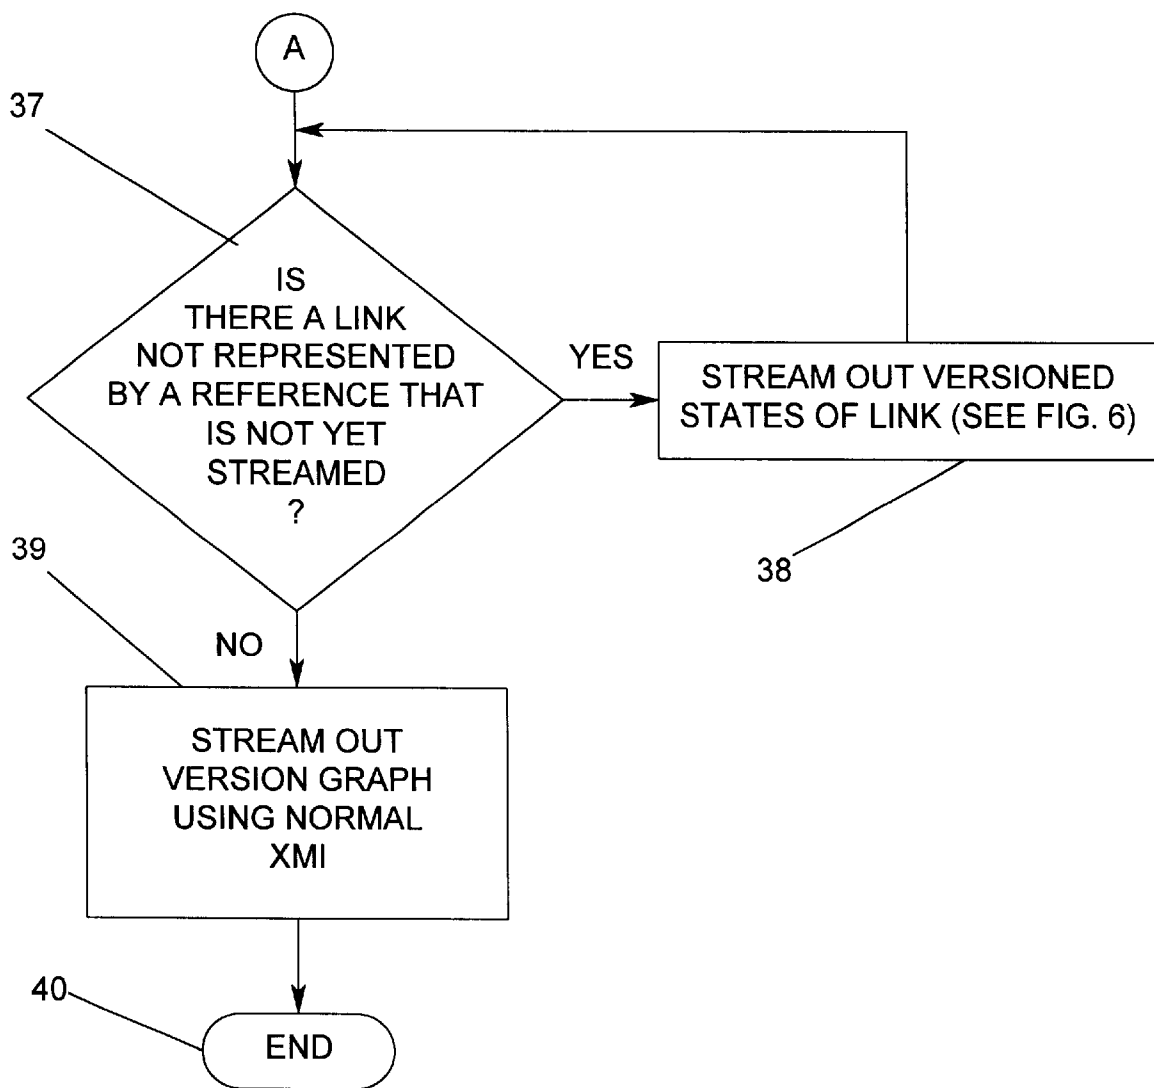 A
37
IS
THERE A LINK
NOT REPRESENTED
BY A REFERENCE THAT
IS NOT YET
STREAMED
?
YES
STREAM OUT VERSIONED
STATES OF LINK (SEE FIG. 6)
38
39
NO
STREAM OUT
VERSION GRAPH
USING NORMAL
XMI
40
END